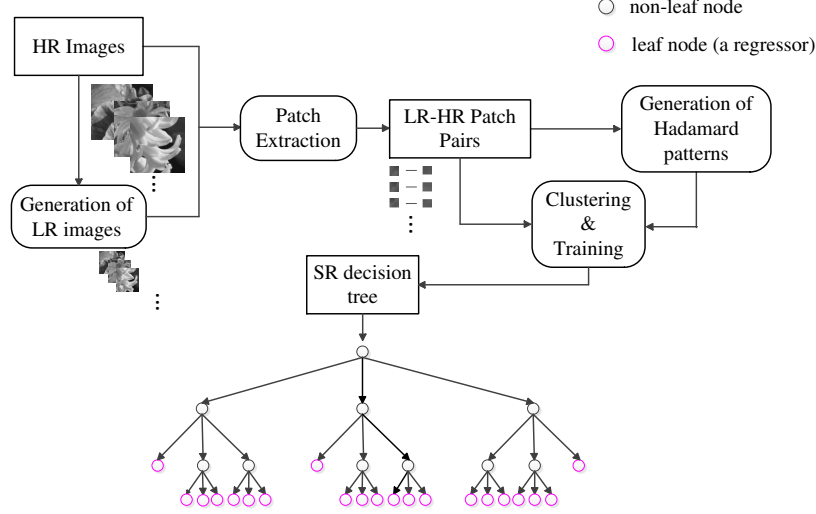 non-leaf node
leaf node (a regressor)
HR Images
Patch
Extraction
LR-HR Patch
Pairs
Generation of
Hadamard
patterns
Generation of
LR images
Clustering
&
Training
SR decision
tree